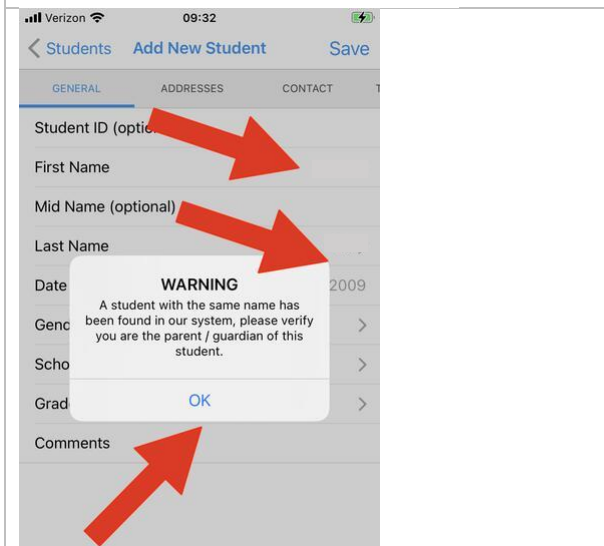 Verizon 09:32
Students Add New Student Save
GENERAL ADDRESSES CONTACT
Student ID
First Name
Mid Name (optional)
Last Name
Date 2009
WARNING
A student with the same name has
been found in our system, please verify
you are the parent / guardian of this
student.
OK
Comments